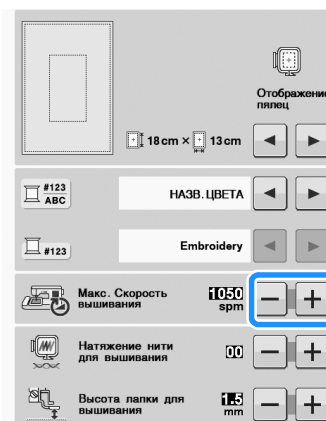 Отображение
пялец
18 cm × 13 cm
#123
ABC
НАЗВ. ЦВЕТА
#123
Embroidery
Макс. Скорость
вышивания
1050
spm
Натяжение нити
для вышивания
00
Высота лапки для
вышивания
1.5
mm